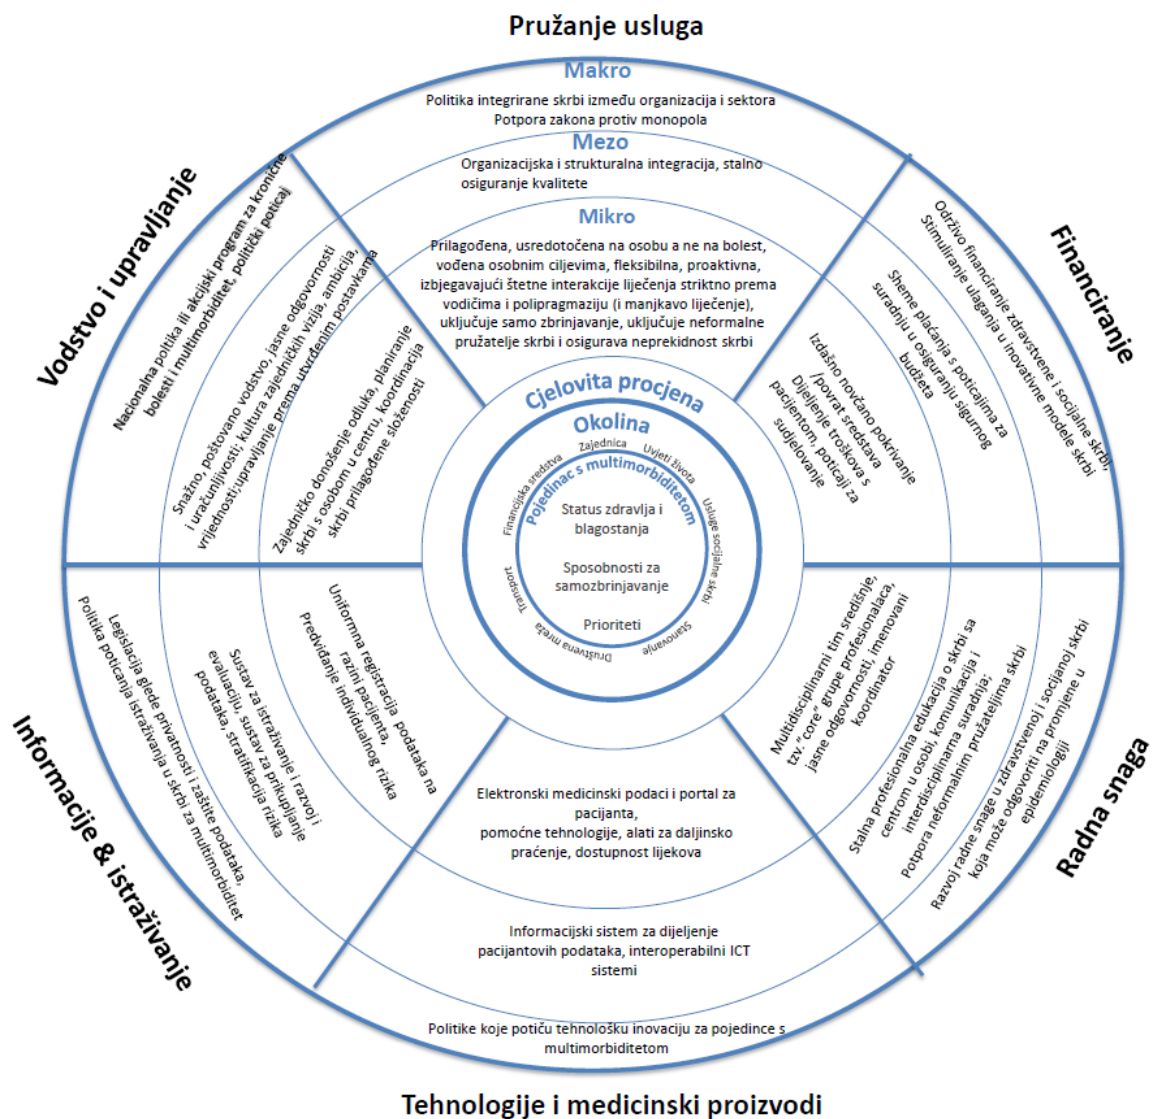 Pružanje usluga
Makro
Politika integrirane skrbi između organizacija i sektora
Potpora zakona protiv monopola
Mezo
Organizacijska i strukturalna integracija, stalno
osiguranje kvalitete
Mikro
Prilagođena, usredotočena na osobu a ne na bolest,
vođena osobnim ciljevima, fleksibilna, proaktivna,
izbjegavajući štetne interakcije liječenja striktno prema
vodičima i polipragmaziju (i manjkavo liječenje),
uključuje samo zbrinjavanje, uključuje neformalne
pružatelje skrbi i osigurava neprekidnost skrbi
Financiranje
Održivo financiranje zdravstvene i socijalne skrbi,
Stimuliranje ulaganja u inovativne modele skrbi
Sheme plaćanja s poticajima za
suradnju u osiguranju sigurnog
budžeta
Izdašno novčano pokrivanje
/povrat sredstava
Dijeljenje troškova s
pacijentom, poticaji za
sudjelovanje
Radna snaga
Multidisciplinarni tim središnje,
tzv."core" grupe profesionalaca,
jasne odgovornosti, imenovani
koordinator
Stalna profesionalna edukacija o skrbi sa
centrom u osobi, komunikacija i
interdisciplinarna suradnja;
Potpora neformalnim pružateljima skrbi
Razvoj radne snage u zdravstvenoj i socijanoj skrbi
koja može odgovoriti na promjene u
epidemiologiji
Tehnologije i medicinski proizvodi
Elektronski medicinski podaci i portal za
pacijanta,
pomoćne tehnologije, alati za daljinsko
praćenje, dostupnost lijekova
Informacijski sistem za dijeljenje
pacijantovih podataka, interoperabilni ICT
sistemi
Politike koje potiču tehnološku inovaciju za pojedince s
multimorbiditetom
Informacije & istraživanje
Uniformna registracija podataka na
razini pacijenta,
Predviđanje individualnog rizika
Sustav za istraživanje i razvoj i
evaluaciju, sustav za prikupljanje
podataka, stratifikacija rizika
Legislacija glede privatnosti i zaštite podataka,
Politika poticanja istraživanja u skrbi za multimorbiditet
Vodstvo i upravljanje
Nacionalna poltika ili akcijski program za kronične
bolesti i multimorbiditet, politički poticaj
Snažno, poštovano vodstvo, jasne odgovornosti
i uračunljivosti, kultura zajedničkih vizija, ambicija,
vrijednosti;upravljanje prema utvrđenim postavkama
Zajedničko donošenje odluka, planiranje
skrbi s osobom u centru, koordinacija
skrbi prilagođene složenosti
Cjelovita procjena
Okolina
Zajednica
Uvjeti života
Usluge socijalne skrbi
Stanovanje
Društvena mreža
Transport
Financijska sredstva
Pojedinac s multimorbiditetom
Status zdravlja i
blagostanja
Sposobnosti za
samozbrinjavanje
Prioriteti